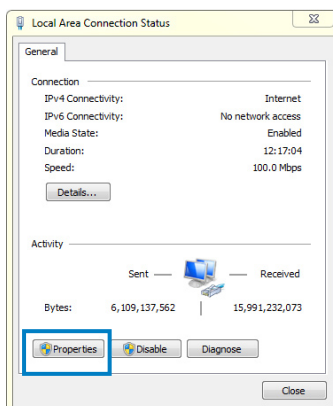 Local Area Connection Status
General
Connection
IPv4 Connectivity: Internet
IPv6 Connectivity: No network access
Media State: Enabled
Duration: 12:17:04
Speed: 100.0 Mbps
Details...
Activity
Sent — Received
Bytes: 6,109,137,562 | 15,991,232,073
Properties Disable Diagnose
Close